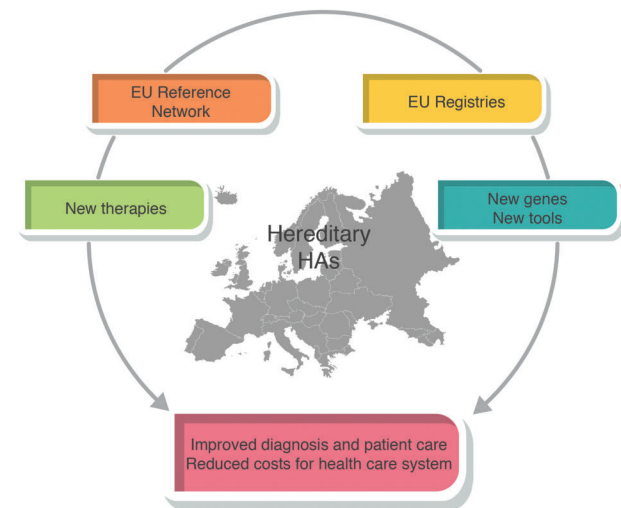 EU Reference
Network
EU Registries
New therapies
New genes
New tools
Hereditary
HAs
Improved diagnosis and patient care
Reduced costs for health care system